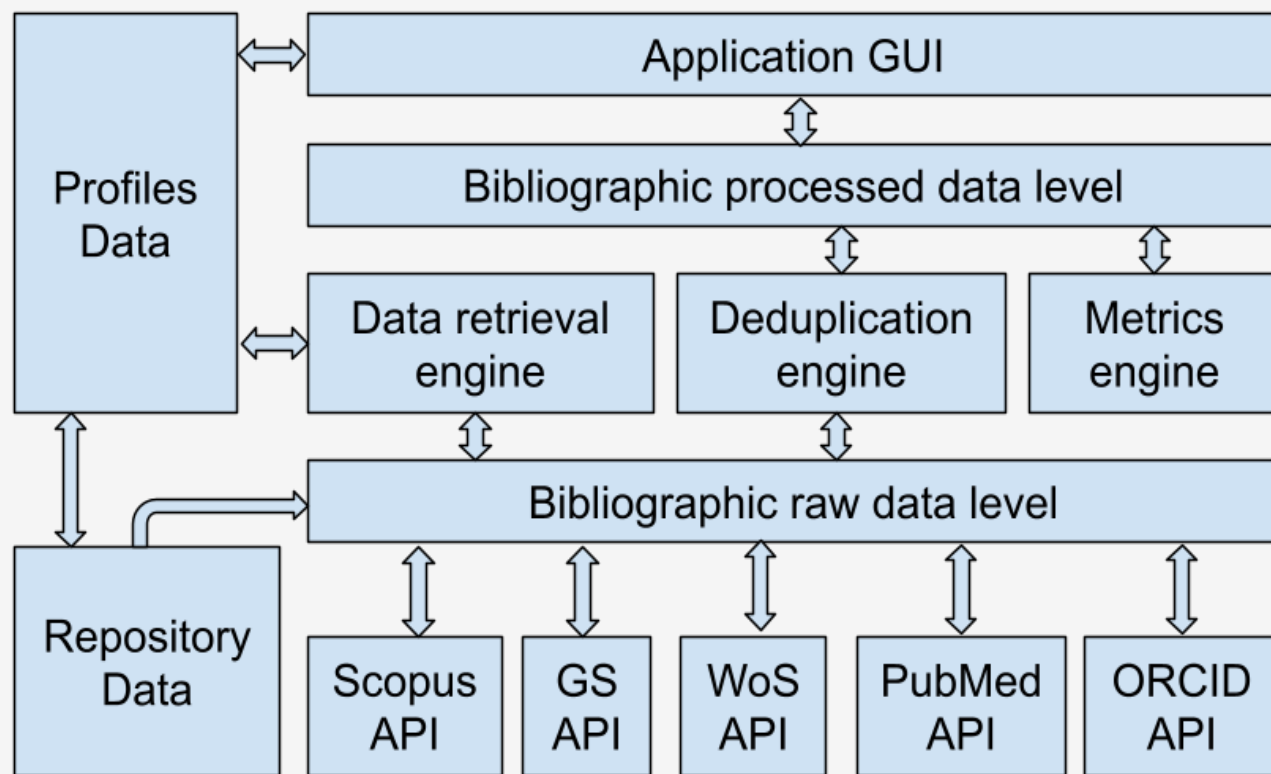 Application GUI
Profiles
Data
Bibliographic processed data level
Data retrieval
engine
Deduplication
engine
Metrics
engine
Bibliographic raw data level
Repository
Data
Scopus
API
GS
API
WoS
API
PubMed
API
ORCID
API